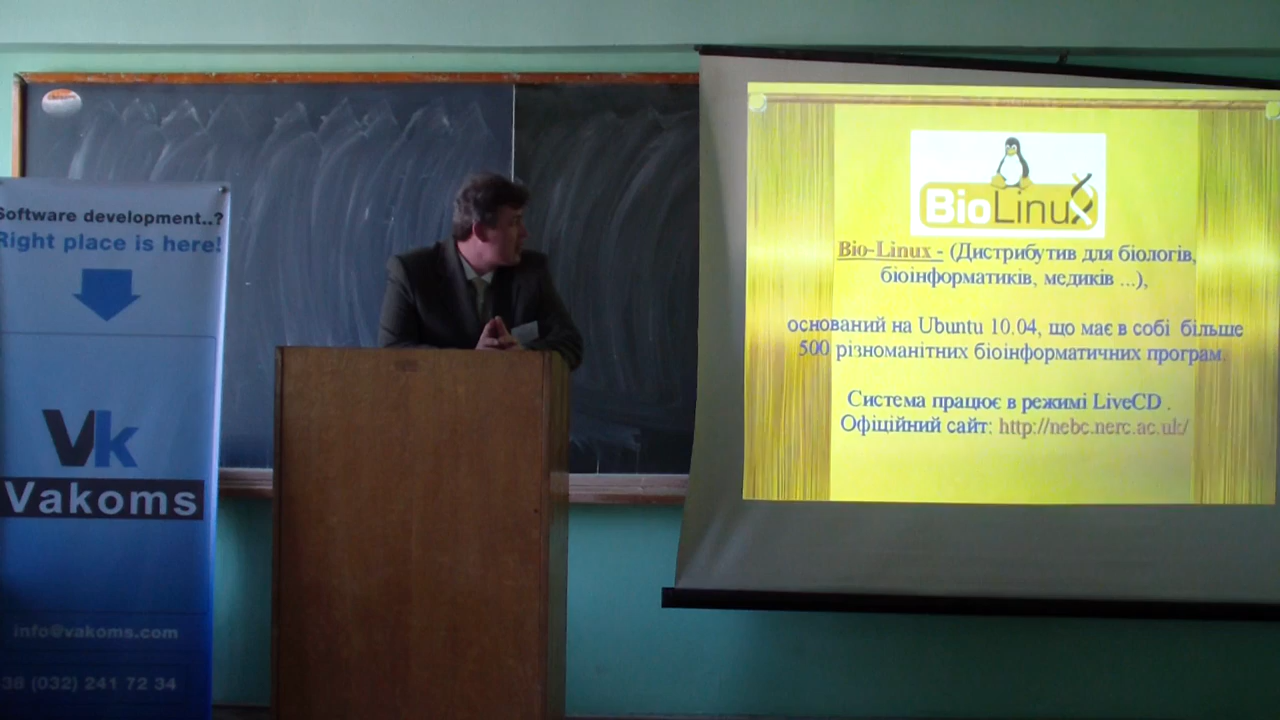 Software development..?
Right place is here!
Vk
Vakoms
info@vakoms.com
38 (032) 241 72 34
BioLinux
Bio-Linux - (Дистрибутив для біологів,
біоінформатиків, медиків ...),
оснований на Ubuntu 10.04, що має в собі більше
500 різноманітних біоінформатичних програм.
Система працює в режимі LiveCD .
Офіційний сайт: http://nebc.nerc.ac.uk/